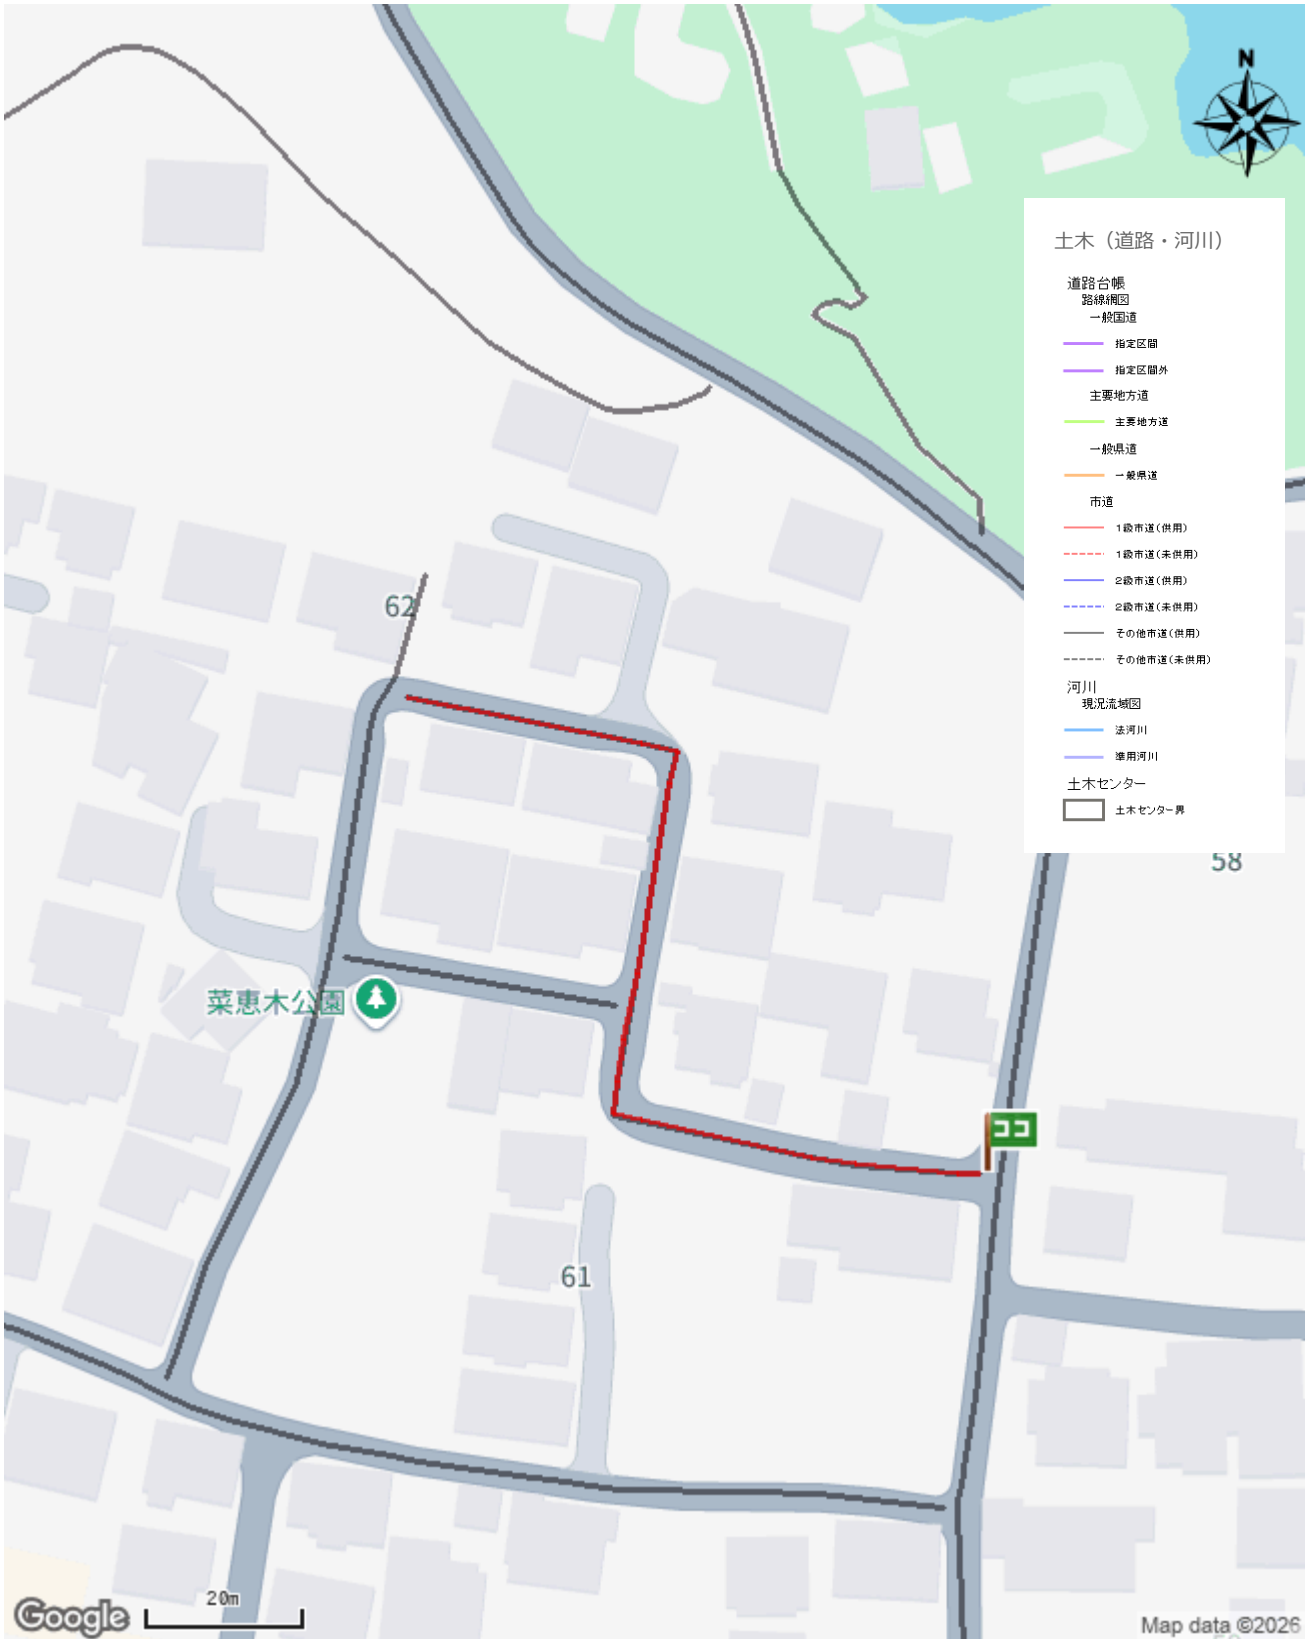 N
土木（道路・河川）
道路台帳
路線網図
一般国道
指定区間
指定区間外
主要地方道
主要地方道
一般県道
一般県道
市道
1級市道(供用)
1級市道(未供用)
2級市道(供用)
2級市道(未供用)
その他市道(供用)
その他市道(未供用)
河川
現況流域図
法河川
準用河川
土木センター
土木センター界
62
58
菜恵木公園
ココ
61
20m
Google
Map data ©2026